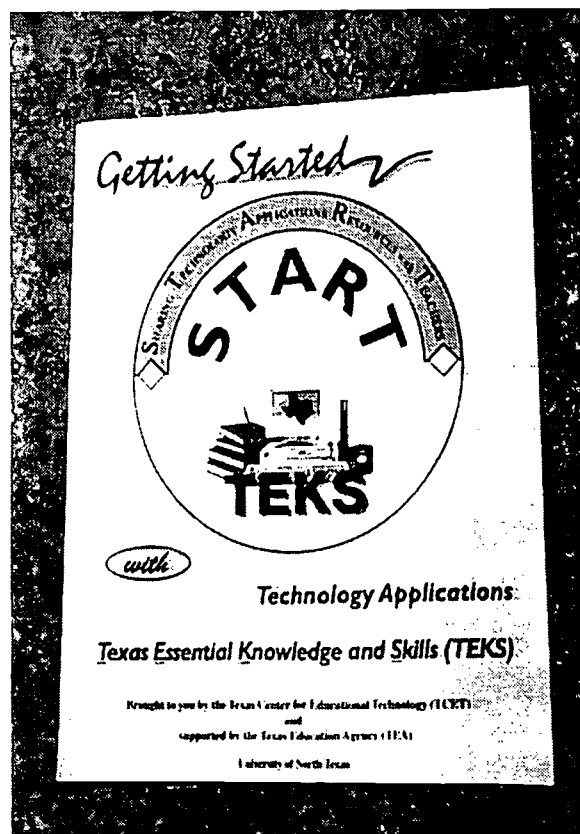 Getting Started
SHARING TECHNOLOGY APPLICATIONS RESOURCES WITH TEACHERS
START
TEKS
with
Technology Applications
Texas Essential Knowledge and Skills (TEKS)
Brought to you by the Texas Center for Educational Technology (TCET)
and
supported by the Texas Education Agency (TEA)
University of North Texas